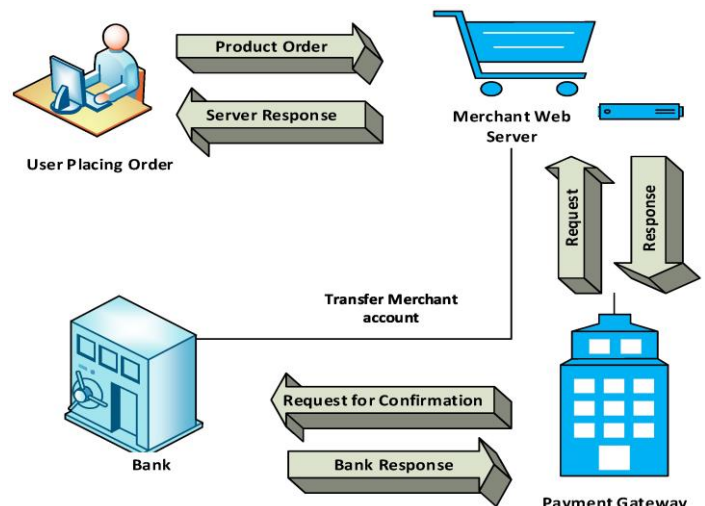 Product Order
Server Response
User Placing Order
Merchant Web
Server
Request
Response
Transfer Merchant
account
Request for Confirmation
Bank Response
Bank
Payment Gateway